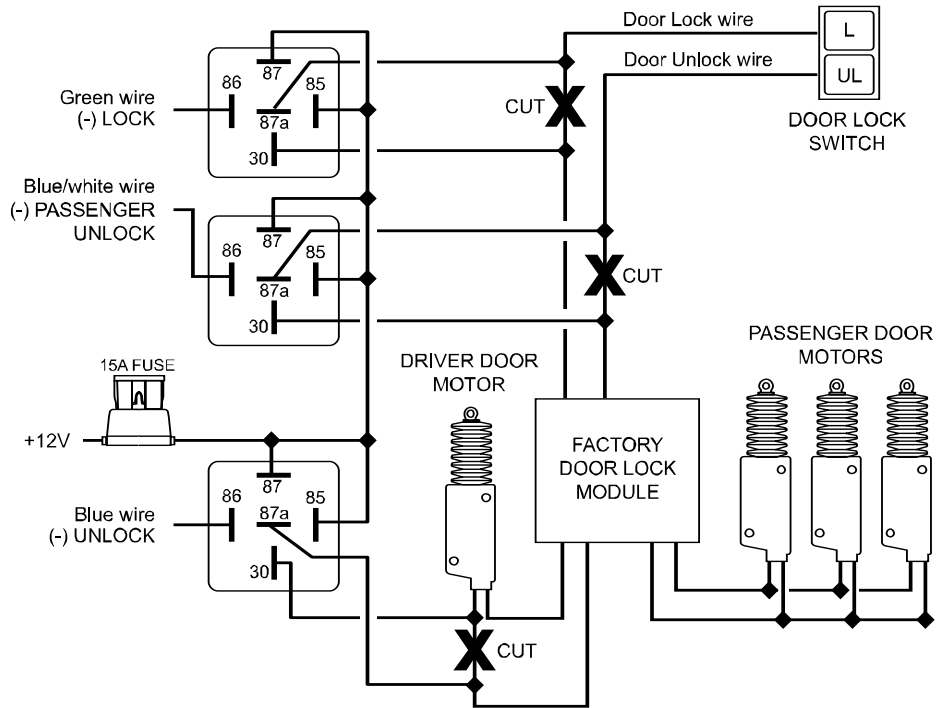 Door Lock wire
L
87
86
85
Door Unlock wire
UL
Green wire
(-) LOCK
87a
CUT
DOOR LOCK
SWITCH
30
Blue/white wire
(-) PASSENGER
UNLOCK
87
86
85
87a
CUT
30
DRIVER DOOR
MOTOR
PASSENGER DOOR
MOTORS
15A FUSE
+12V
FACTORY
DOOR LOCK
MODULE
87
86
85
87a
Blue wire
(-) UNLOCK
30
CUT